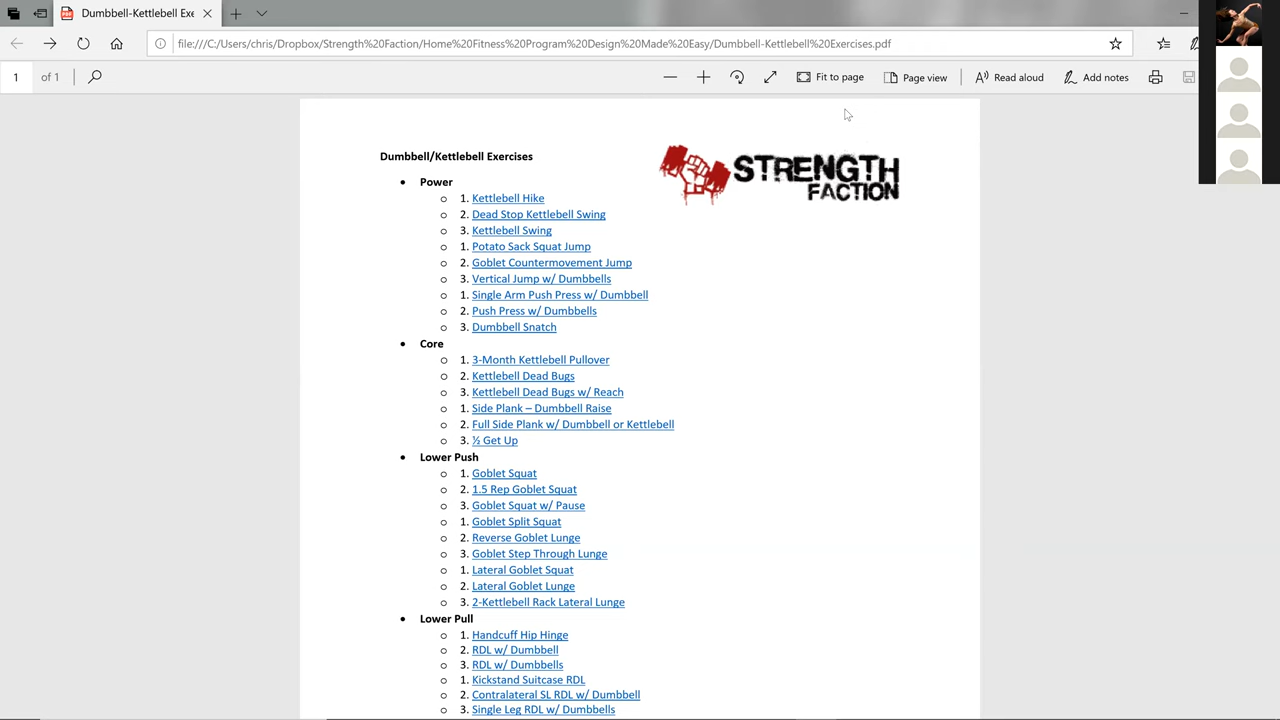 Dumbbell-Kettlebell Exe
file:///C:/Users/chris/Dropbox/Strength%20Faction/Home%20Fitness%20Program%20Design%20Made%20Easy/Dumbbell-Kettlebell%20Exercises.pdf
1 of 1 Fit to page Page view Read aloud Add notes
Dumbbell/Kettlebell Exercises
STRENGTH
FACTION
• Power
o 1. Kettlebell Hike
o 2. Dead Stop Kettlebell Swing
o 3. Kettlebell Swing
o 1. Potato Sack Squat Jump
o 2. Goblet Countermovement Jump
o 3. Vertical Jump w/ Dumbbells
o 1. Single Arm Push Press w/ Dumbbell
o 2. Push Press w/ Dumbbells
o 3. Dumbbell Snatch
• Core
o 1. 3-Month Kettlebell Pullover
o 2. Kettlebell Dead Bugs
o 3. Kettlebell Dead Bugs w/ Reach
o 1. Side Plank – Dumbbell Raise
o 2. Full Side Plank w/ Dumbbell or Kettlebell
o 3. ½ Get Up
• Lower Push
o 1. Goblet Squat
o 2. 1.5 Rep Goblet Squat
o 3. Goblet Squat w/ Pause
o 1. Goblet Split Squat
o 2. Reverse Goblet Lunge
o 3. Goblet Step Through Lunge
o 1. Lateral Goblet Squat
o 2. Lateral Goblet Lunge
o 3. 2-Kettlebell Rack Lateral Lunge
• Lower Pull
o 1. Handcuff Hip Hinge
o 2. RDL w/ Dumbbell
o 3. RDL w/ Dumbbells
o 1. Kickstand Suitcase RDL
o 2. Contralateral SL RDL w/ Dumbbell
o 3. Single Leg RDL w/ Dumbbells